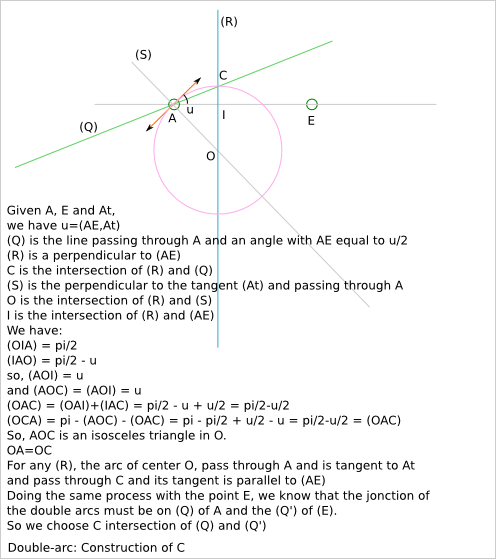 (R)
(S)
C
u
A
I
E
(Q)
O
Given A, E and At,
we have u=(AE,At)
(Q) is the line passing through A and an angle with AE equal to u/2
(R) is a perpendicular to (AE)
C is the intersection of (R) and (Q)
(S) is the perpendicular to the tangent (At) and passing through A
O is the intersection of (R) and (S)
I is the intersection of (R) and (AE)
We have:
(OIA) = pi/2
(IAO) = pi/2 - u
so, (AOI) = u
and (AOC) = (AOI) = u
(OAC) = (OAI)+(IAC) = pi/2 - u + u/2 = pi/2-u/2
(OCA) = pi - (AOC) - (OAC) = pi - pi/2 + u/2 - u = pi/2-u/2 = (OAC)
So, AOC is an isosceles triangle in O.
OA=OC
For any (R), the arc of center O, pass through A and is tangent to At
and pass through C and its tangent is parallel to (AE)
Doing the same process with the point E, we know that the jonction of
the double arcs must be on (Q) of A and the (Q') of (E).
So we choose C intersection of (Q) and (Q')
Double-arc: Construction of C